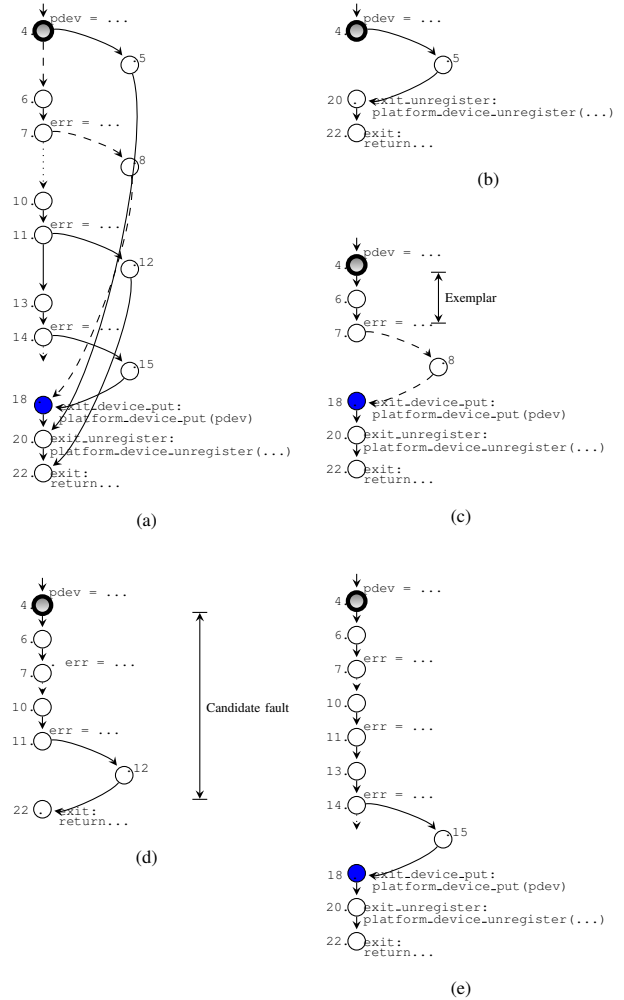 pdev = ...
4.
.5
6.
err = ...
7.
.8
10.
err = ...
11.
.12
13.
err = ...
14.
.15
18
exit_device_put:
platform_device_put(pdev)
20.
exit_unregister:
platform_device_unregister(...)
22.
exit:
return...
(a)
pdev = ...
4.
.5
20 .
exit_unregister:
platform_device_unregister(...)
22.
exit:
return...
(b)
pdev = ...
4.
Exemplar
6.
err = ...
7.
.8
18
exit_device_put:
platform_device_put(pdev)
20.
exit_unregister:
platform_device_unregister(...)
22.
exit:
return...
(c)
pdev = ...
4.
6.
. err = ...
7.
10.
Candidate fault
err = ...
11.
.12
22 .
exit:
return...
(d)
pdev = ...
4.
6.
err = ...
7.
10.
err = ...
11.
13.
err = ...
14.
.15
18
exit_device_put:
platform_device_put(pdev)
20.
exit_unregister:
platform_device_unregister(...)
22.
exit:
return...
(e)